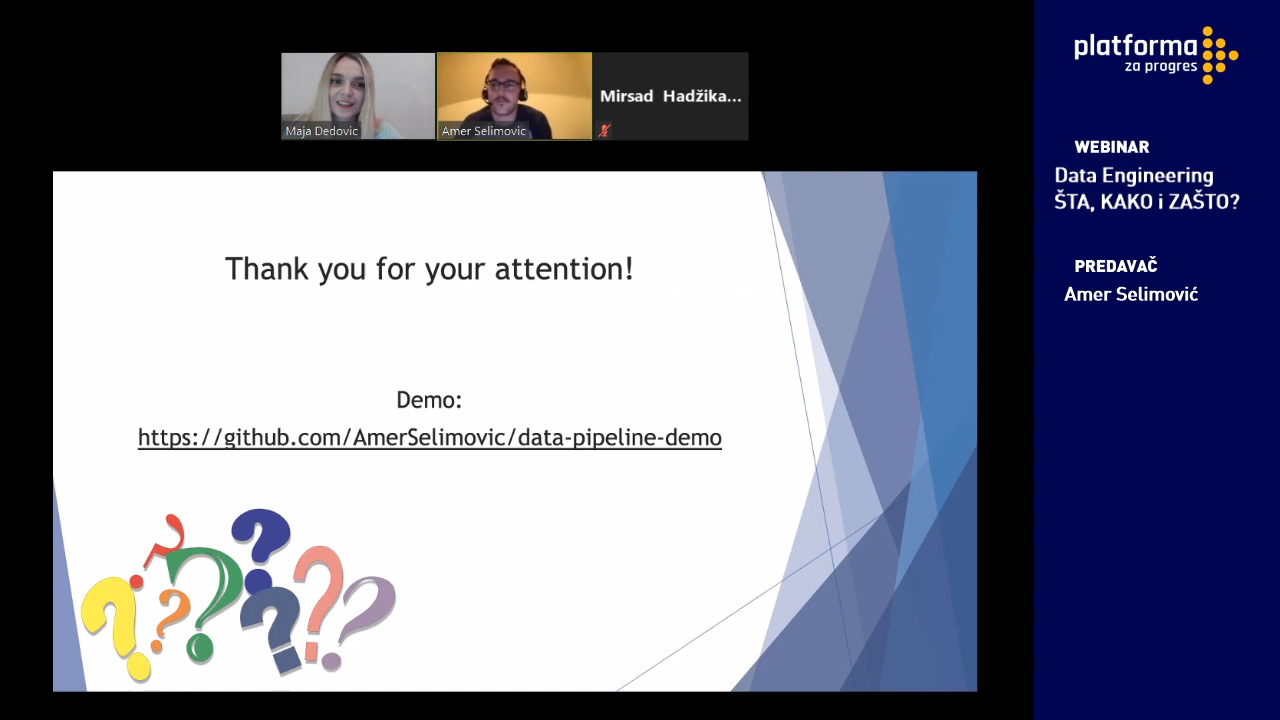 Maja Dedovic
Amer Selimovic
Mirsad Hadžika...
Thank you for your attention!
Demo:
https://github.com/AmerSelimovic/data-pipeline-demo
platforma
za progres
WEBINAR
Data Engineering
ŠTA, KAKO i ZAŠTO?
PREDAVAČ
Amer Selimović